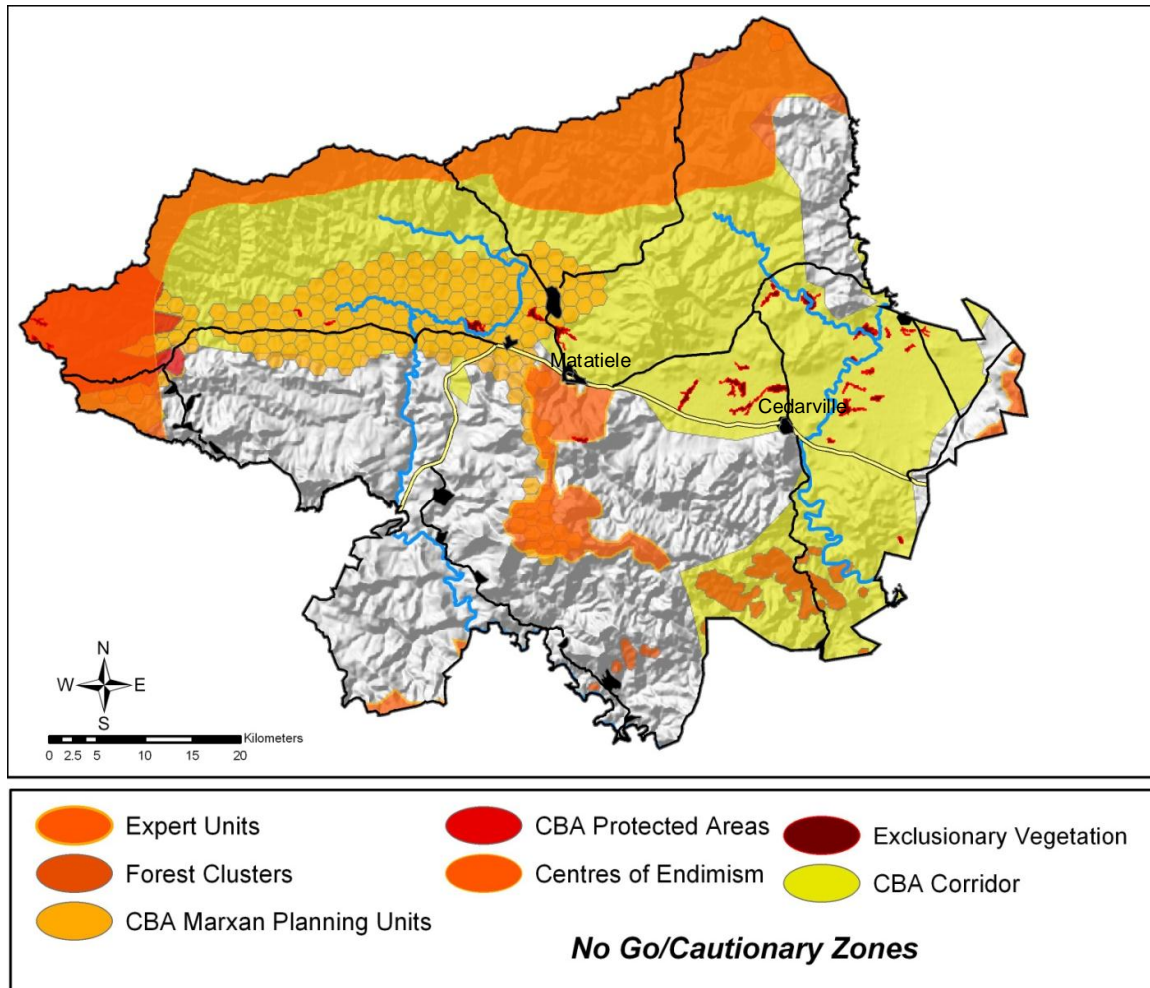 Matatiele
Cedarville
N
W E
S
Kilometers
0 2.5 5 10 15 20
Expert Units
Forest Clusters
CBA Marxan Planning Units
CBA Protected Areas
Centres of Endimism
Exclusionary Vegetation
CBA Corridor
No Go/Cautionary Zones